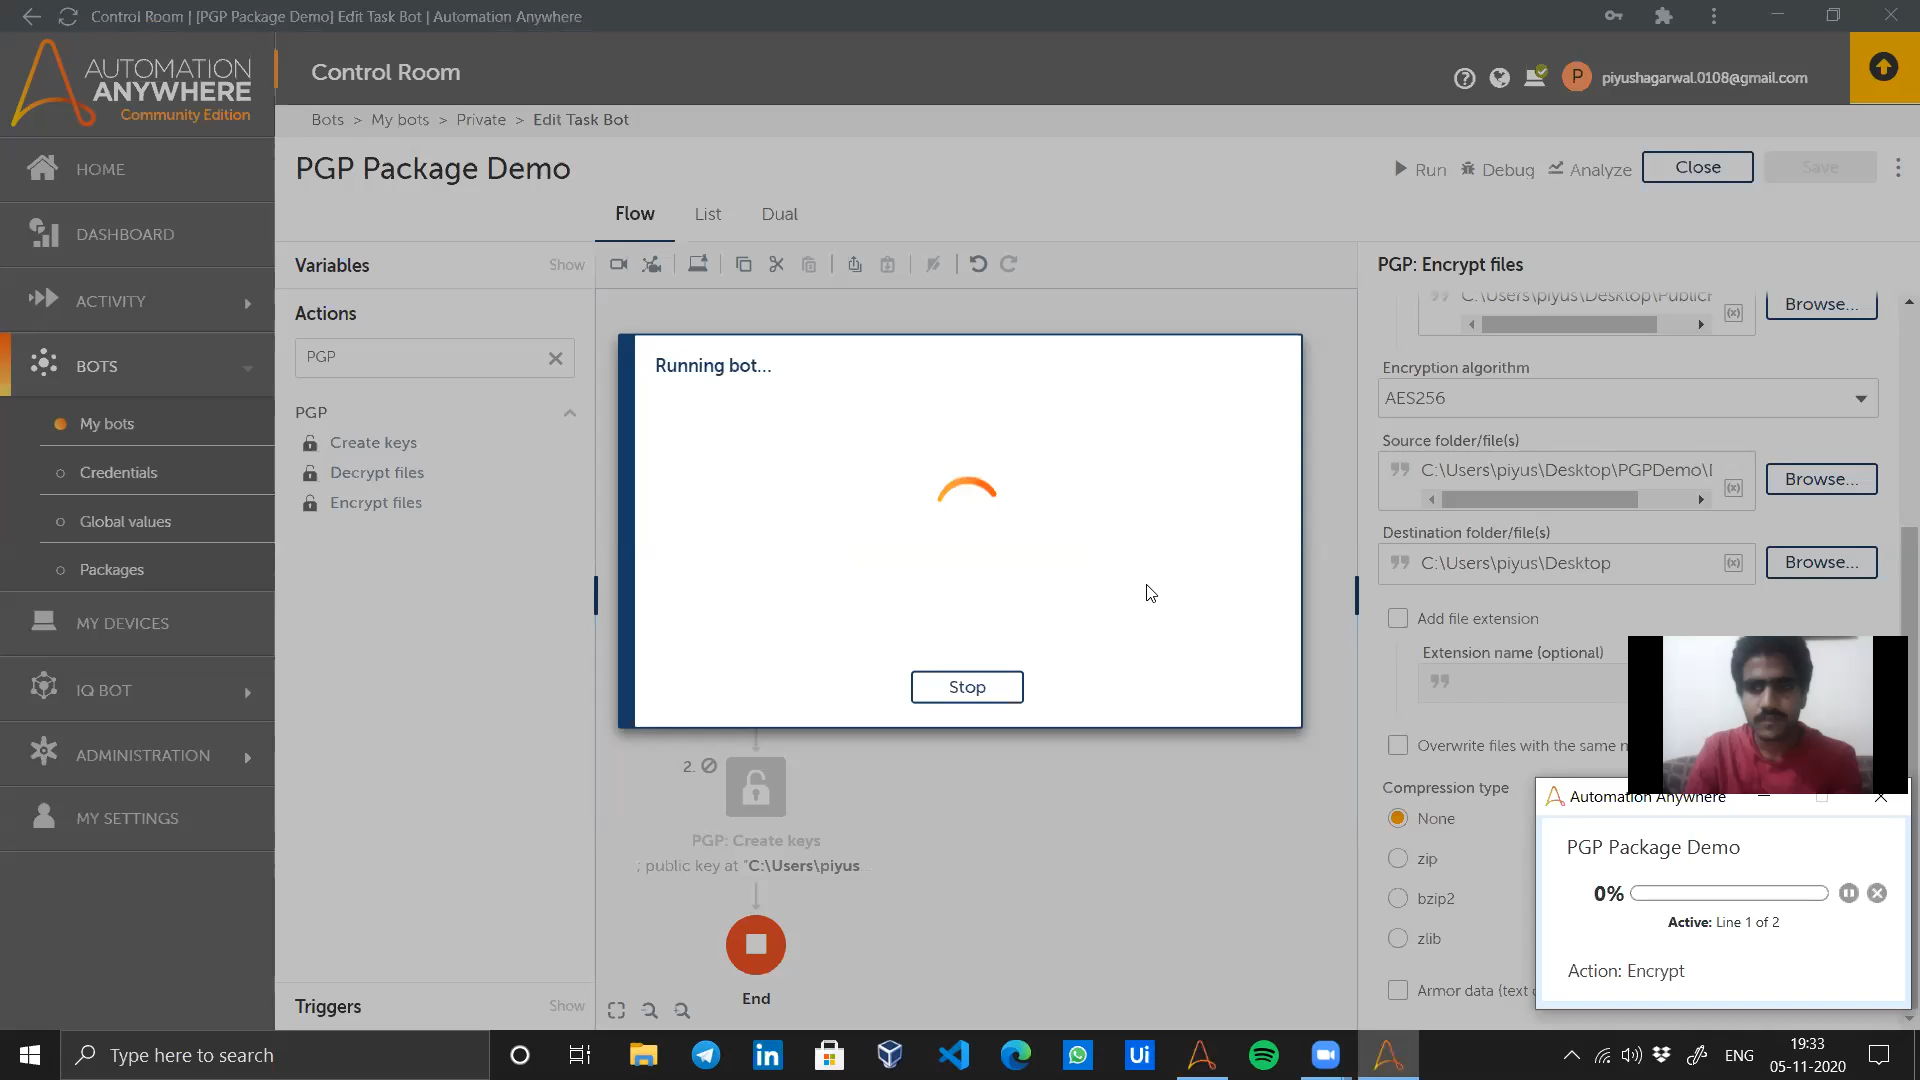 Control Room | [PGP Package Demo] Edit Task Bot | Automation Anywhere
AUTOMATION
ANYWHERE
Community Edition
Control Room
P
piyushagarwal.0108@gmail.com
Bots > My bots > Private > Edit Task Bot
PGP Package Demo
Run
Debug
Analyze
Close
Save
Flow
List
Dual
HOME
DASHBOARD
ACTIVITY
BOTS
My bots
Credentials
Global values
Packages
MY DEVICES
IQ BOT
ADMINISTRATION
MY SETTINGS
Variables
Show
Actions
PGP
PGP
Create keys
Decrypt files
Encrypt files
Triggers
Show
Running bot...
Stop
2.
PGP: Create keys
; public key at "C:\Users\piyus
End
PGP: Encrypt files
Browse...
Encryption algorithm
AES256
Source folder/file(s)
C:\Users\piyus\Desktop\PGPDemo\
Browse...
Destination folder/file(s)
C:\Users\piyus\Desktop
Browse...
Add file extension
Extension name (optional)
Overwrite files with the same
Compression type
None
zip
bzip2
zlib
Armor data (text
Automation Anywhere
PGP Package Demo
0%
Active: Line 1 of 2
Action: Encrypt
Type here to search
Ui
ENG
19:33
05-11-2020